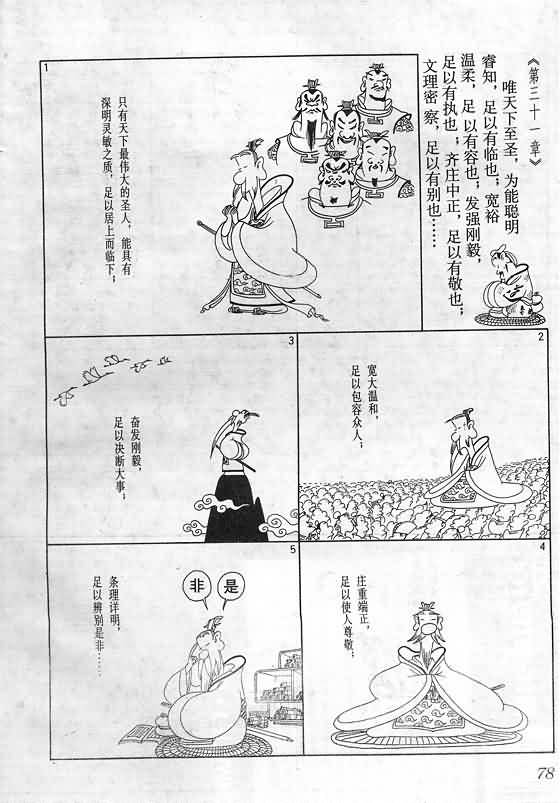 《第三十一章》
唯天下至圣，为能聪明
睿知，足以有临也；宽裕
温柔，足以有容也；发强刚毅，
足以有执也；齐庄中正，足以有敬也；
文理密察，足以有别也……
1
只有天下最伟大的圣人，能具有
深明灵敏之质，足以居上而临下；
2
宽大温和，
足以包容众人；
3
奋发刚毅，
足以决断大事；
4
庄重端正，
足以使人尊敬；
5
是
非
条理详明，
足以辨别是非……
78